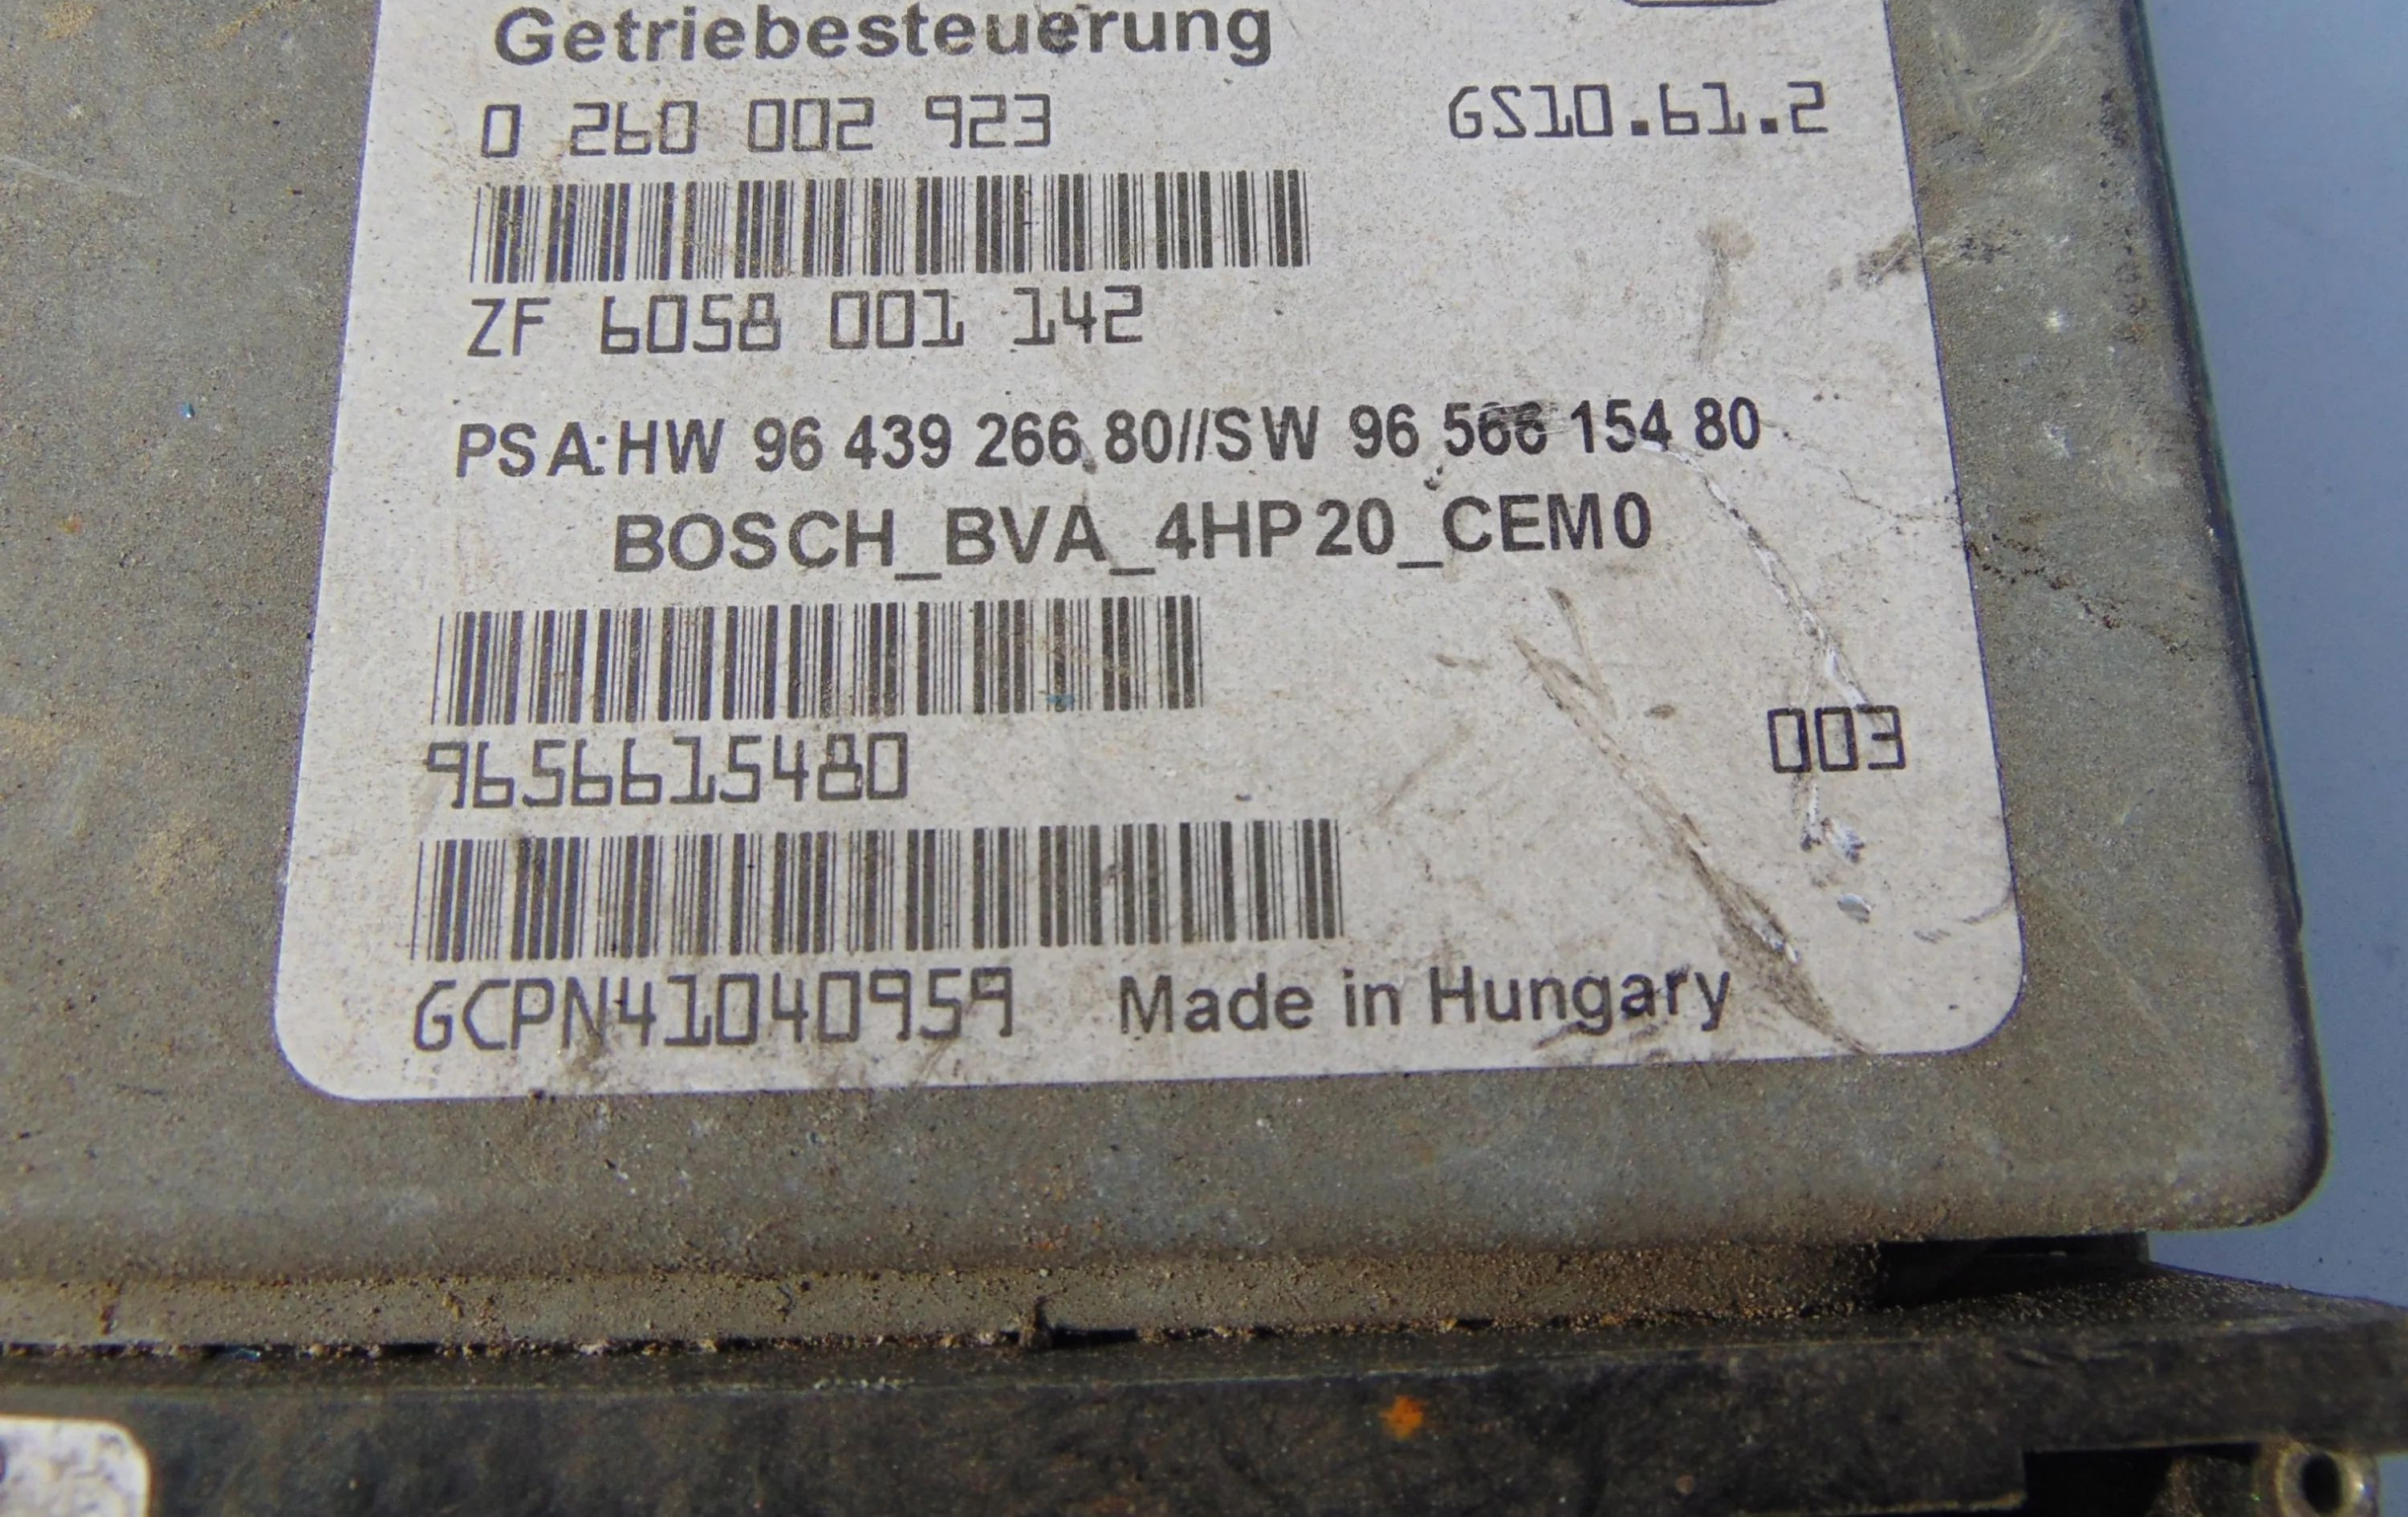 Getriebesteuerung
0 260 002 923 GS10.61.2
ZF 6058 001 142
PSA:HW 96 439 266 80//SW 96 566 154 80
BOSCH_BVA_4HP20_CEM0
003
9656615480
GCPN41040959 Made in Hungary